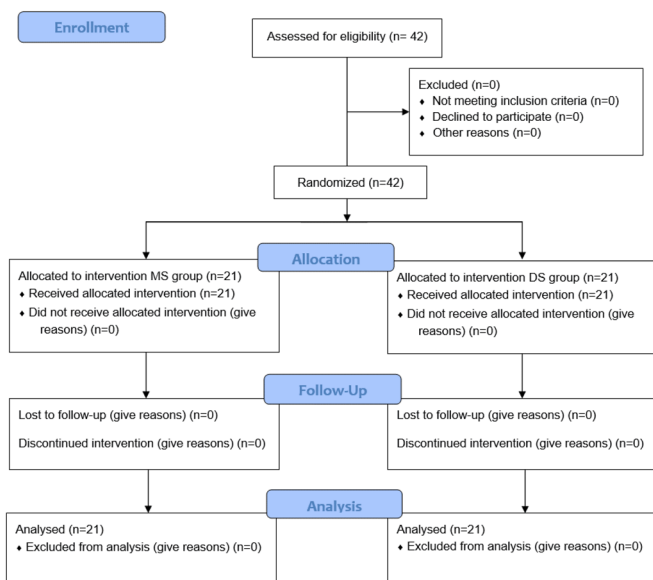 Enrollment
Assessed for eligibility (n= 42)
Excluded (n=0)
♦ Not meeting inclusion criteria (n=0)
♦ Declined to participate (n=0)
♦ Other reasons (n=0)
Randomized (n=42)
Allocation
Allocated to intervention MS group (n=21)
♦ Received allocated intervention (n=21)
♦ Did not receive allocated intervention (give
reasons) (n=0)
Allocated to intervention DS group (n=21)
♦ Received allocated intervention (n=21)
♦ Did not receive allocated intervention (give
reasons) (n=0)
Follow-Up
Lost to follow-up (give reasons) (n=0)
Discontinued intervention (give reasons) (n=0)
Lost to follow-up (give reasons) (n=0)
Discontinued intervention (give reasons) (n=0)
Analysis
Analysed (n=21)
♦ Excluded from analysis (give reasons) (n=0)
Analysed (n=21)
♦ Excluded from analysis (give reasons) (n=0)